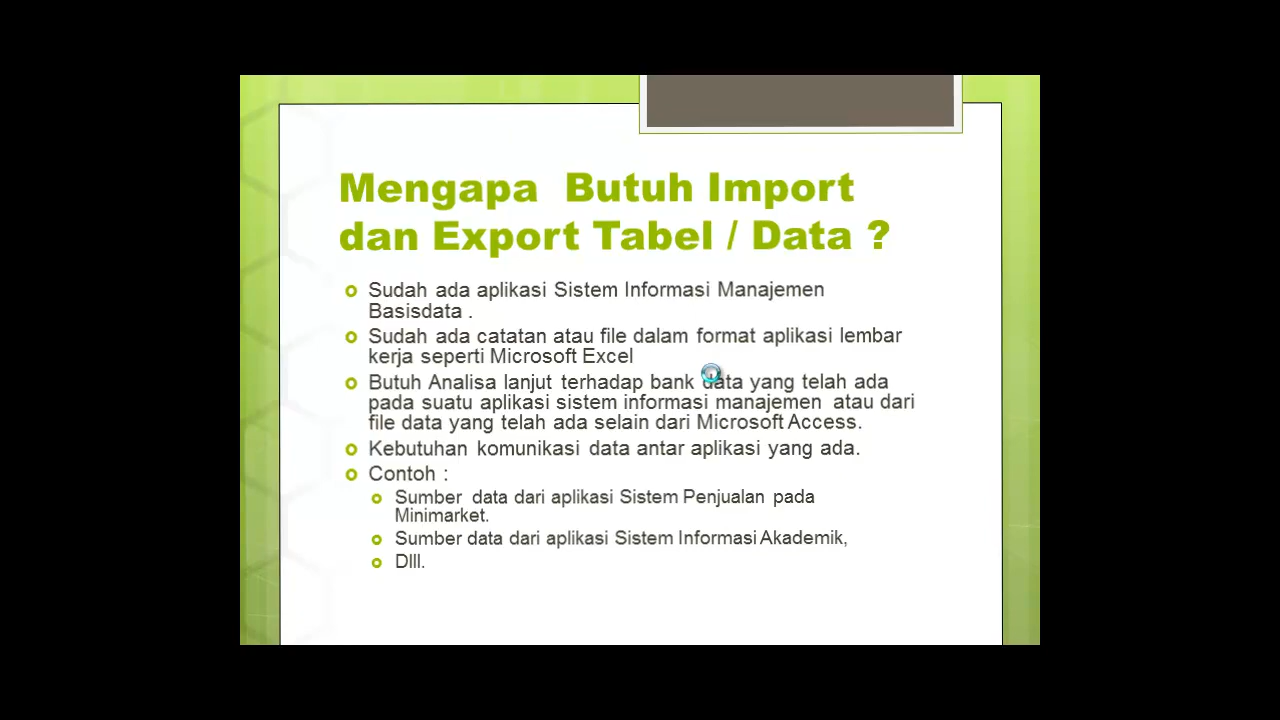 Mengapa Butuh Import
dan Export Tabel / Data ?
Sudah ada aplikasi Sistem Informasi Manajemen
Basisdata .
Sudah ada catatan atau file dalam format aplikasi lembar
kerja seperti Microsoft Excel
Butuh Analisa lanjut terhadap bank data yang telah ada
pada suatu aplikasi sistem informasi manajemen atau dari
file data yang telah ada selain dari Microsoft Access.
Kebutuhan komunikasi data antar aplikasi yang ada.
Contoh :
Sumber data dari aplikasi Sistem Penjualan pada
Minimarket.
Sumber data dari aplikasi Sistem Informasi Akademik,
Dlll.